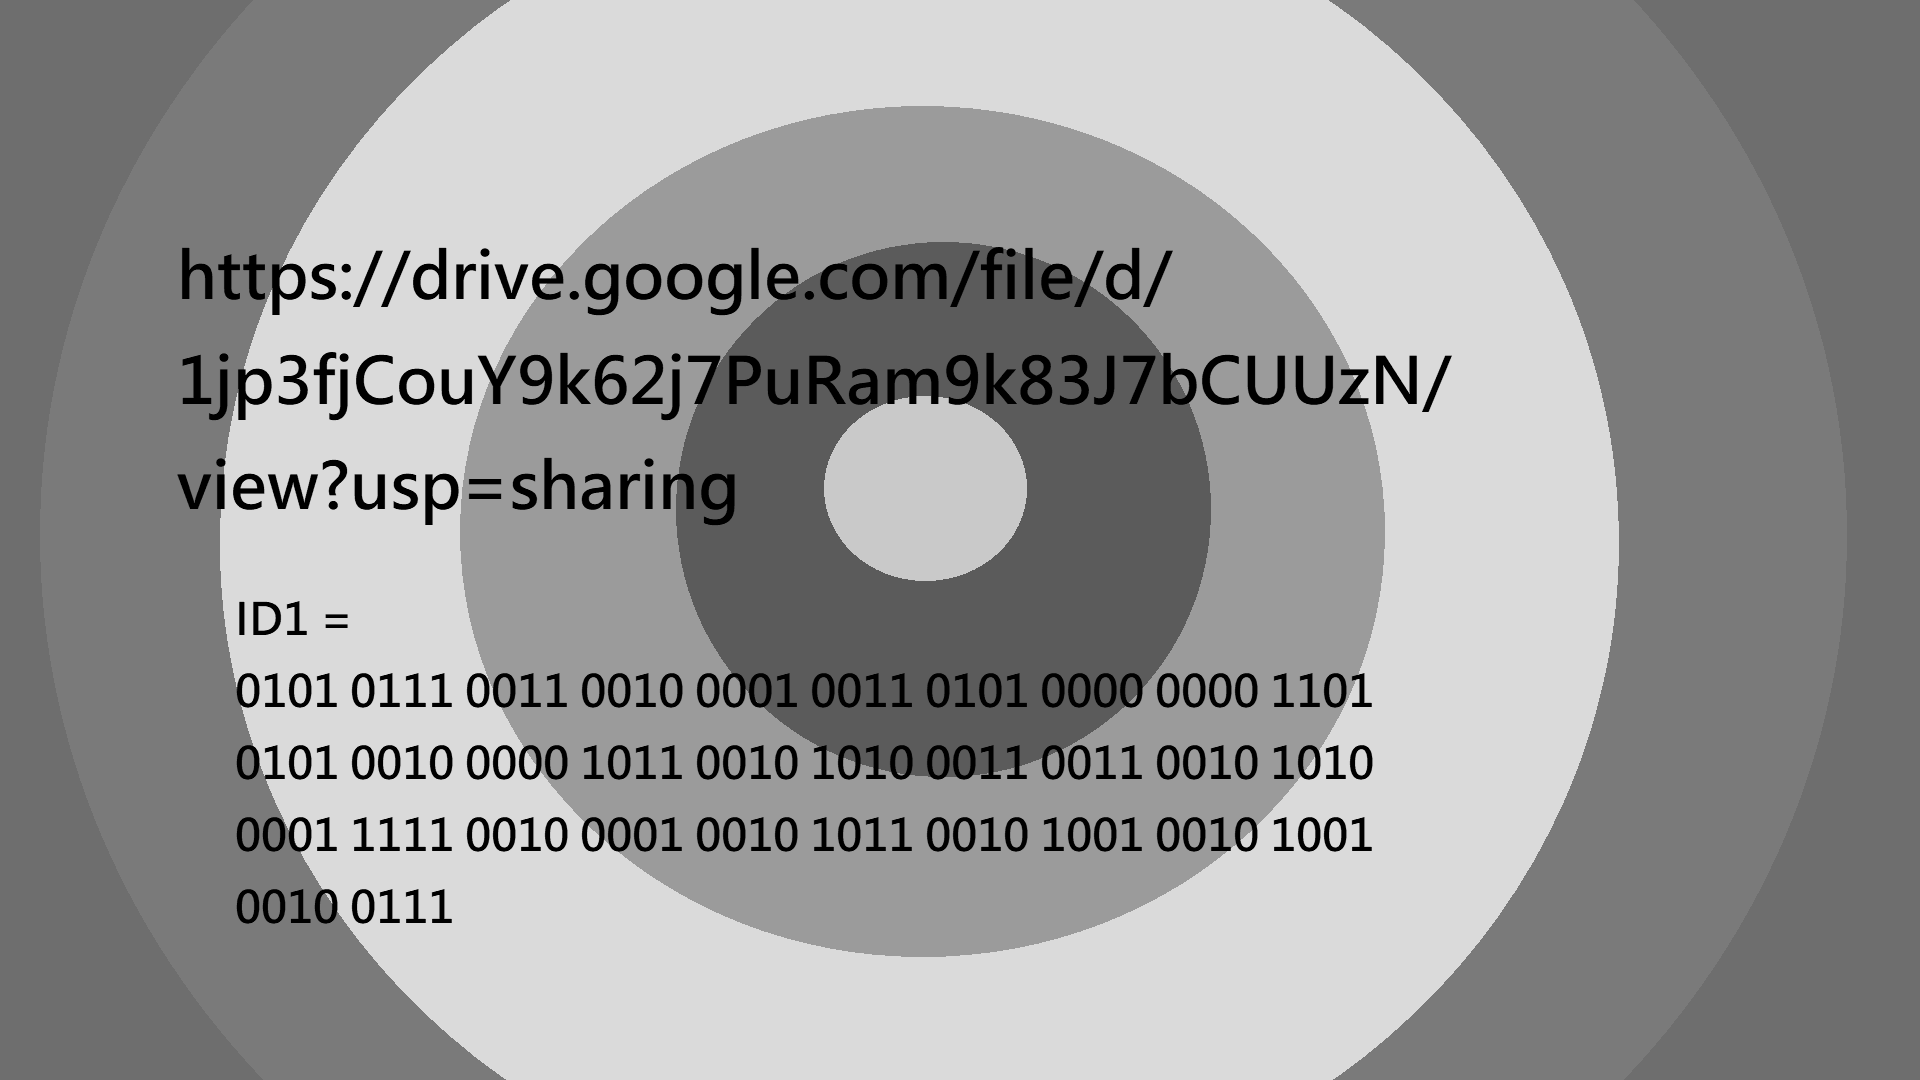 https://drive.google.com/file/d/
1jp3fjCouY9k62j7PuRam9k83J7bCUUzN/
view?usp=sharing
ID1 =
0101 0111 0011 0010 0001 0011 0101 0000 0000 1101
0101 0010 0000 1011 0010 1010 0011 0011 0010 1010
0001 1111 0010 0001 0010 1011 0010 1001 0010 1001
0010 0111